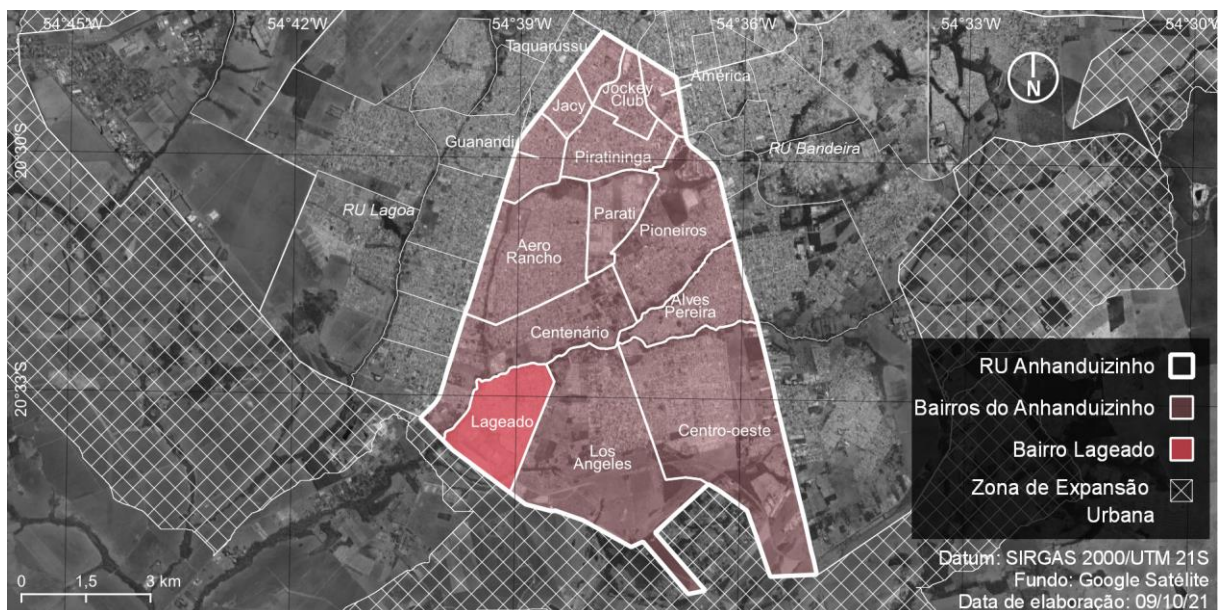 54°45'W
54°42'W
54°39'W
54°36'W
54°33'W
54°30'W
Taquarussu
América
Jockey
Club
Jacy
Guanandi
20°30'S
Piratininga
RU Bandeira
RU Lagoa
Parati
Pioneiros
Aero
Rancho
Alves
Pereira
Centenário
20°33'S
Lageado
Los
Angeles
Centro-oeste
N
RU Anhanduizinho
Bairros do Anhanduizinho
Bairro Lageado
Zona de Expansão
Urbana
0 1,5 3 km
Datum: SIRGAS 2000/UTM 21S
Fundo: Google Satélite
Data de elaboração: 09/10/21